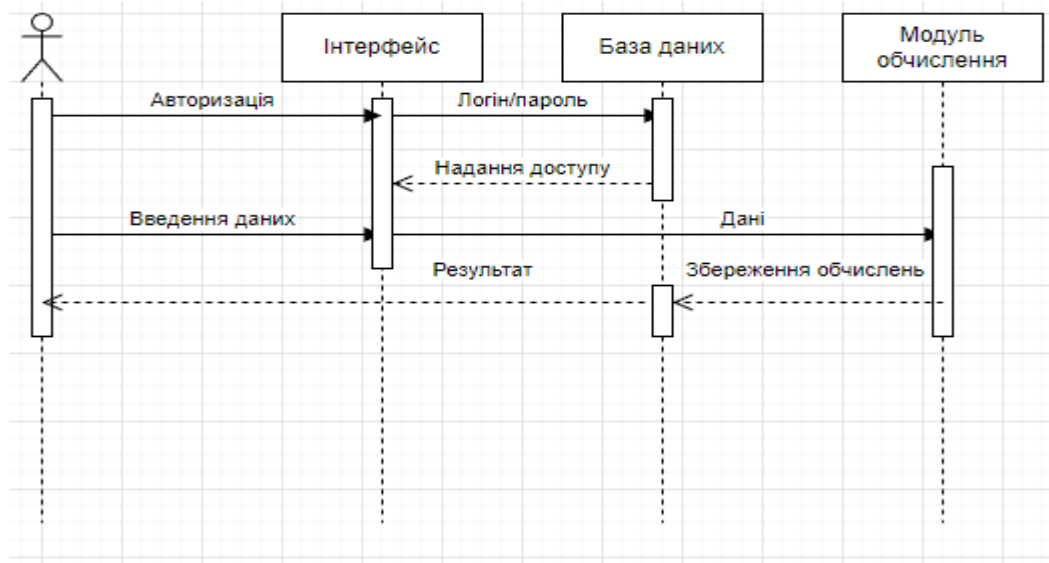 Інтерфейс
База даних
Модуль
обчислення
Авторизація
Логін/пароль
Надання доступу
Введення даних
Дані
Результат
Збереження обчислень